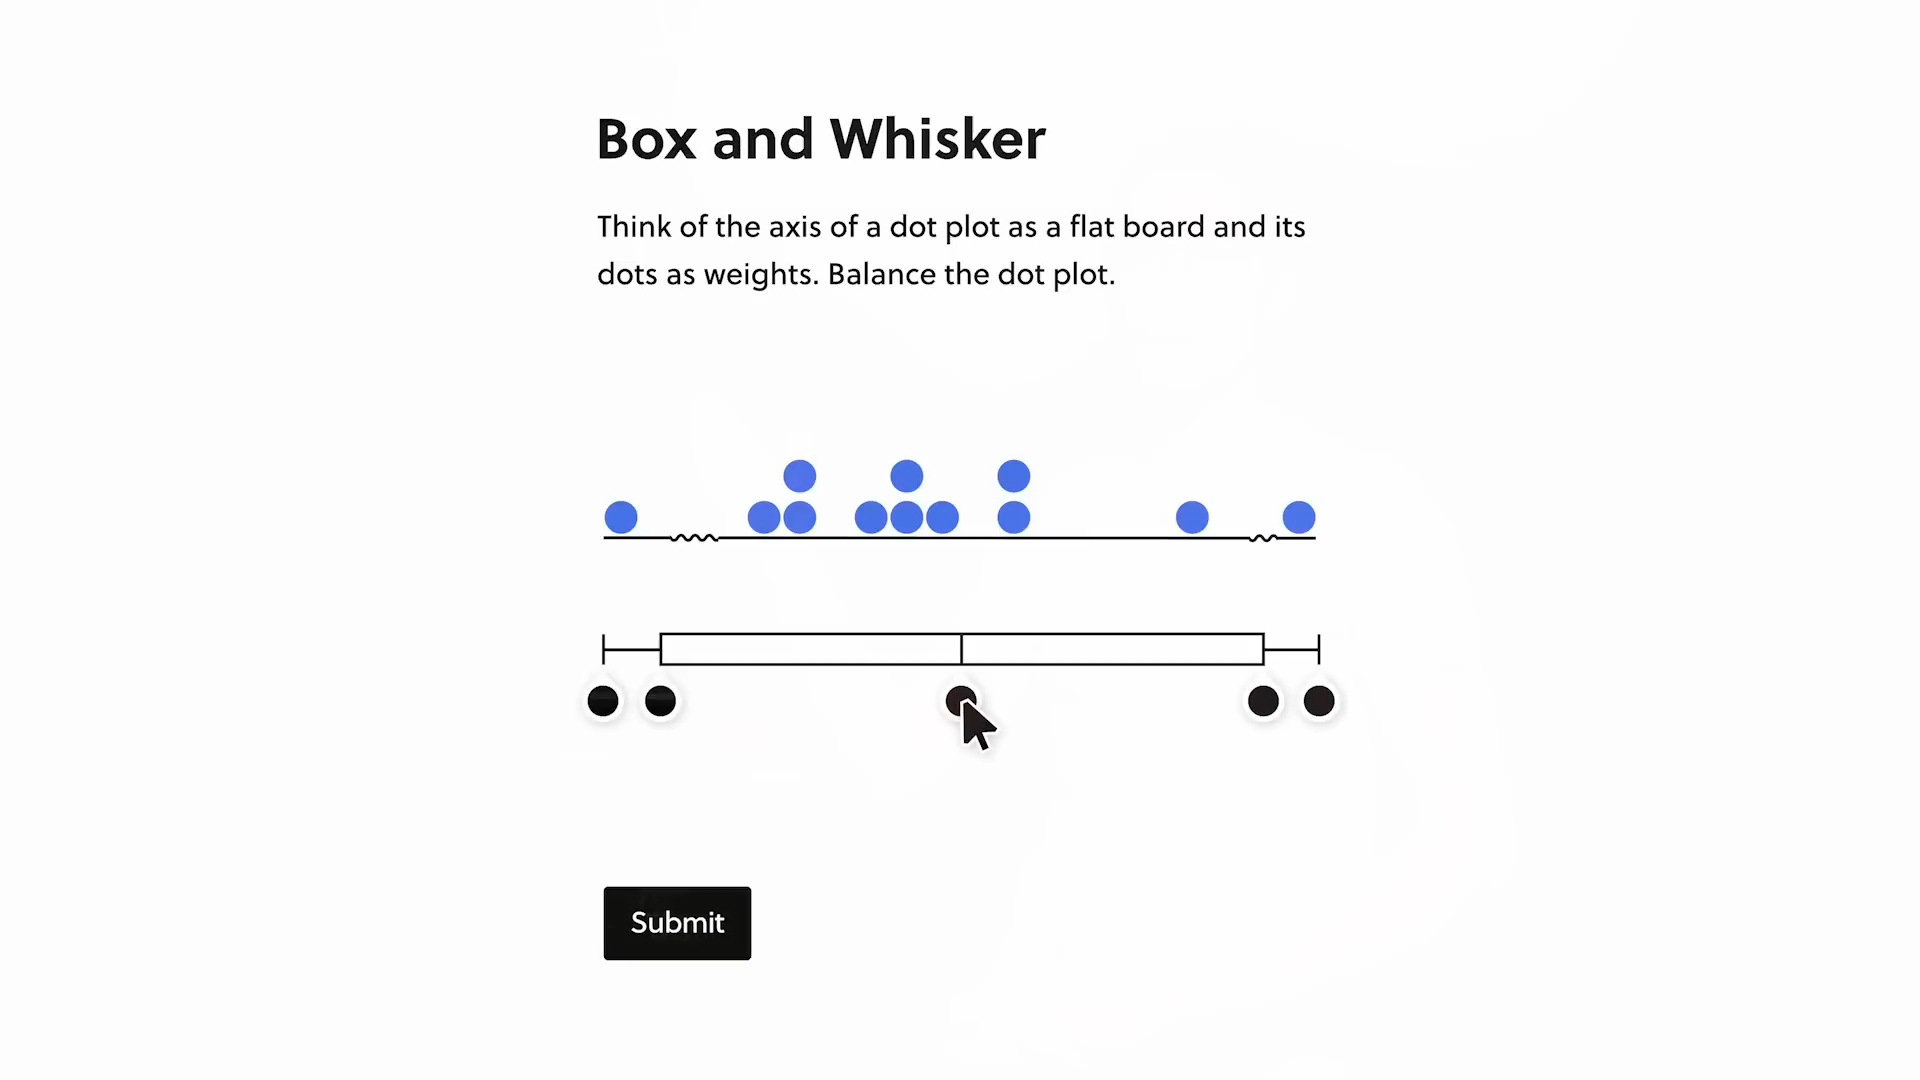 Box and Whisker
Think of the axis of a dot plot as a flat board and its
dots as weights. Balance the dot plot.
Submit